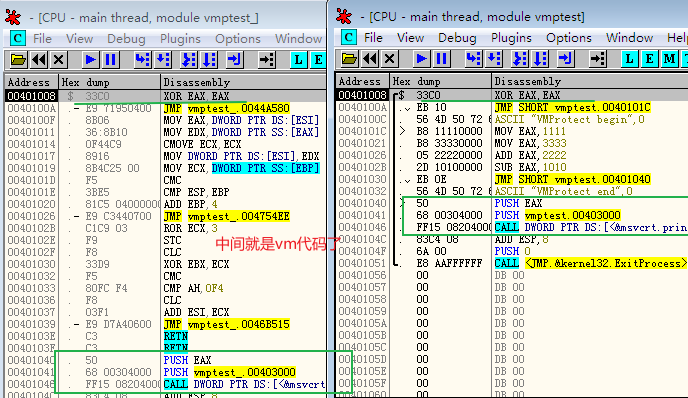 - [CPU - main thread, module vmptest_]
C File View Debug Plugins Options Window
L E
Address Hex dump Disassembly
00401008 $ 33C0 XOR EAX,EAX
0040100A .- E9 71950400 JMP vmptest_.0044A580
0040100F . 8B06 MOV EAX,DWORD PTR DS:[ESI]
00401011 . 36:8B10 MOV EDX,DWORD PTR SS:[EAX]
00401014 . 0F44C9 CMOVE ECX,ECX
00401017 . 8916 MOV DWORD PTR DS:[ESI],EDX
00401019 . 8B4C25 00 MOV ECX,DWORD PTR SS:[EBP]
0040101D . F5 CMC
0040101E . 3BE5 CMP ESP,EBP
00401020 . 81C5 04000000 ADD EBP,4
00401026 .- E9 C3440700 JMP vmptest_.004754EE
0040102B . C1C9 03 ROR ECX,3
0040102E . F9 STC
0040102F . F8 CLC
00401030 . 33D9 XOR EBX,ECX
00401032 . F5 CMC
00401033 . 80FC F4 CMP AH,0F4
00401036 . F8 CLC
00401037 . 03F1 ADD ESI,ECX
00401039 .- E9 D7A40600 JMP vmptest_.0046B515
0040103E . C3 RETN
0040103F . C3 RETN
00401040 . 50 PUSH EAX
00401041 . 68 00304000 PUSH vmptest_.00403000
00401046 . FF15 08204000 CALL DWORD PTR DS:[<&msvcrt
0040104C . 83C4 08 ADD ESP,8
中间就是vm代码了
- [CPU - main thread, module vmptest]
C File View Debug Plugins Options Window Hel
L E M T
Address Hex dump Disassembly
00401008 $ 33C0 XOR EAX,EAX
0040100A . EB 10 JMP SHORT vmptest.0040101C
0040100C . 56 4D 50 72 6 ASCII "VMProtect begin",0
0040101C > B8 11110000 MOV EAX,1111
00401021 . B8 33330000 MOV EAX,3333
00401026 . 05 22220000 ADD EAX,2222
0040102B . 2D 10100000 SUB EAX,1010
00401030 . EB 0E JMP SHORT vmptest.00401040
00401032 . 56 4D 50 72 6 ASCII "VMProtect end",0
00401040 > 50 PUSH EAX
00401041 . 68 00304000 PUSH vmptest.00403000
00401046 . FF15 08204000 CALL DWORD PTR DS:[<&msvcrt.prin
0040104C . 83C4 08 ADD ESP,8
0040104F . 6A 00 PUSH 0
00401051 . E8 AAFFFFFF CALL <JMP.&kernel32.ExitProcess>
00401056 00 DB 00
00401057 00 DB 00
00401058 00 DB 00
00401059 00 DB 00
0040105A 00 DB 00
0040105B 00 DB 00
0040105C 00 DB 00
0040105D 00 DB 00